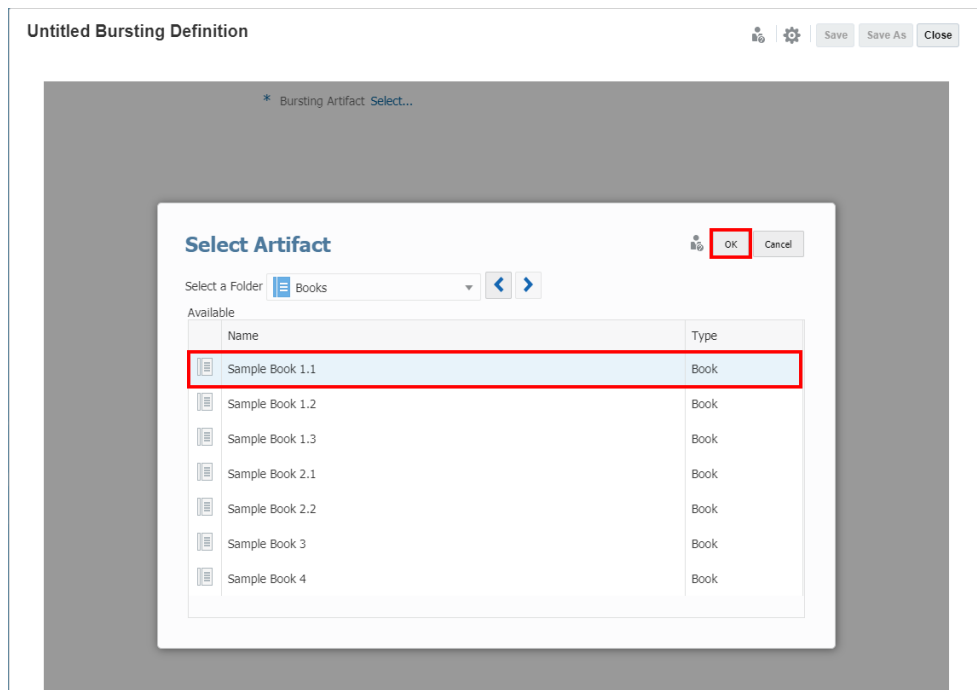 Untitled Bursting Definition
Save Save As Close
* Bursting Artifact Select...
Select Artifact
OK Cancel
Select a Folder Books
Available
Name Type
Sample Book 1.1 Book
Sample Book 1.2 Book
Sample Book 1.3 Book
Sample Book 2.1 Book
Sample Book 2.2 Book
Sample Book 3 Book
Sample Book 4 Book